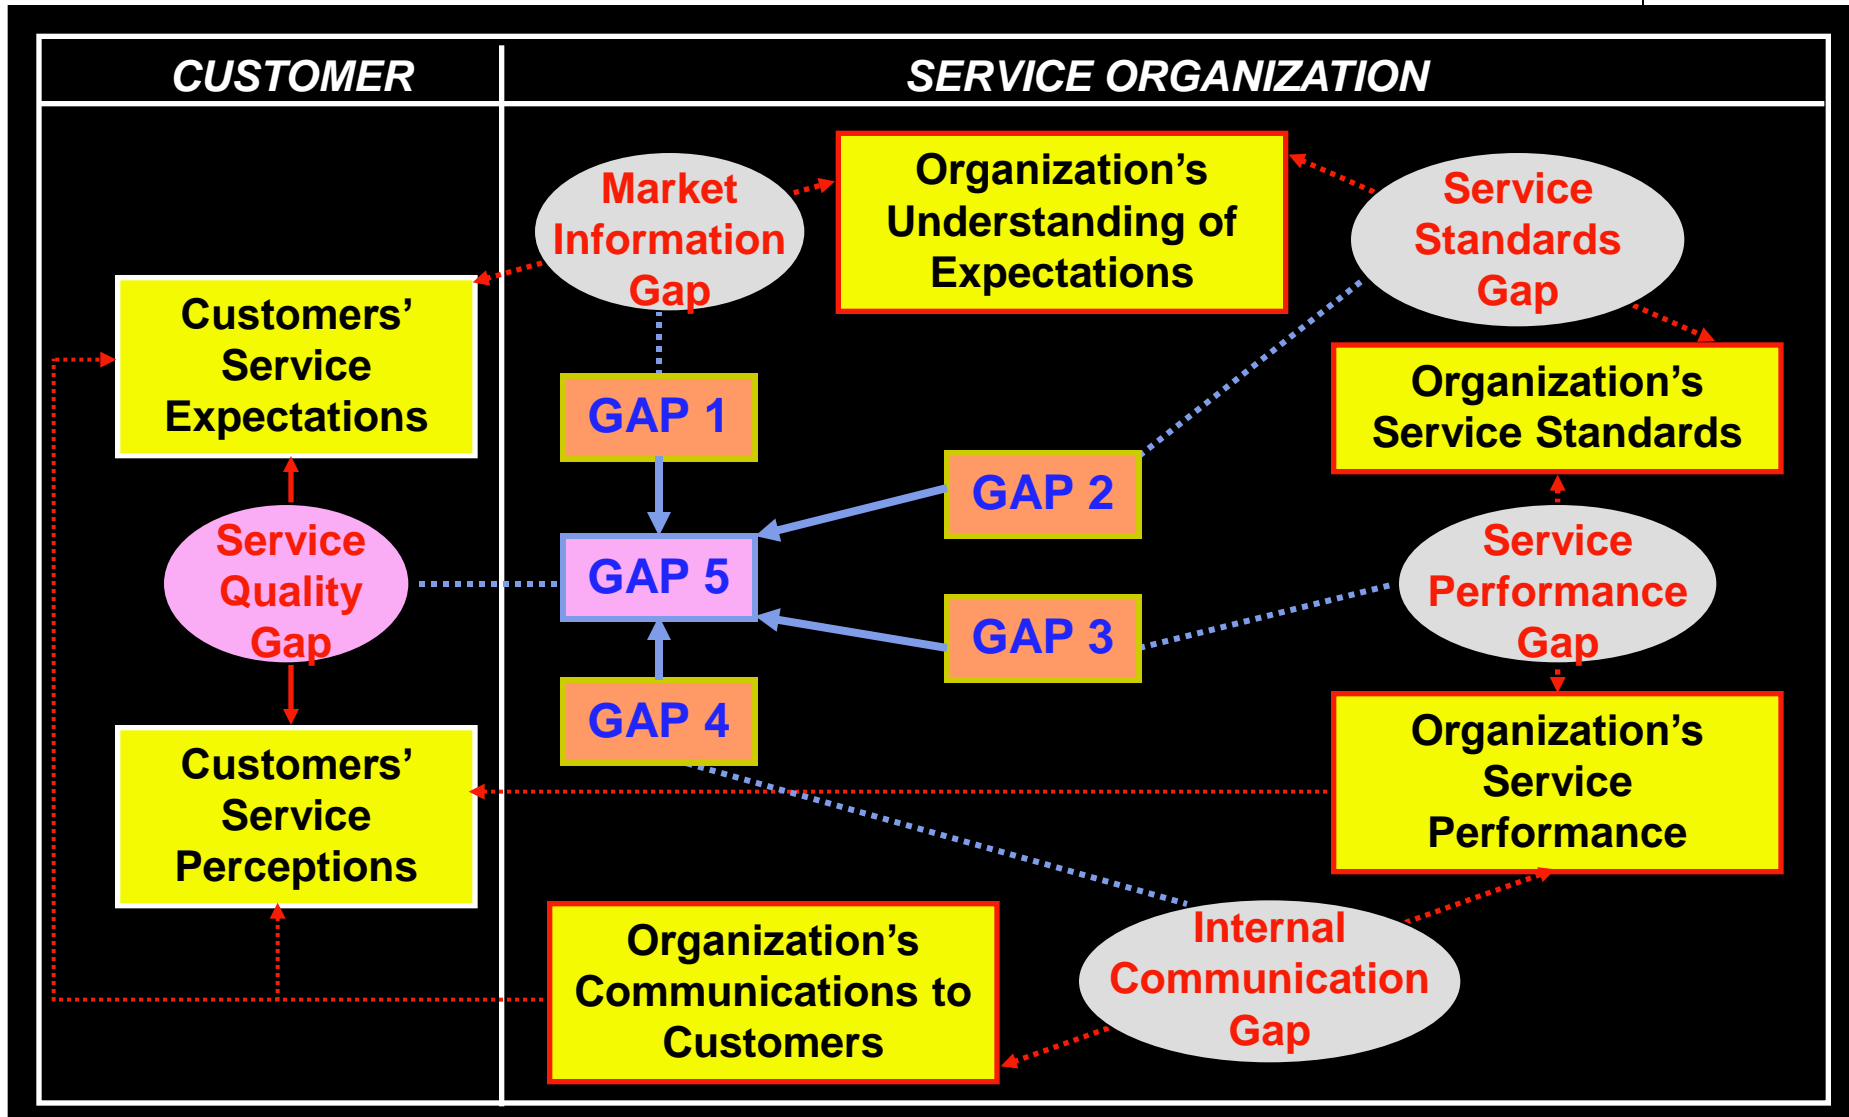 CUSTOMER
SERVICE ORGANIZATION
Market
Information
Gap
Organization’s
Understanding of
Expectations
Service
Standards
Gap
Customers’
Service
Expectations
GAP 1
Organization’s
Service Standards
GAP 2
Service
Quality
Gap
GAP 5
Service
Performance
Gap
GAP 3
GAP 4
Customers’
Service
Perceptions
Organization’s
Service
Performance
Organization’s
Communications to
Customers
Internal
Communication
Gap